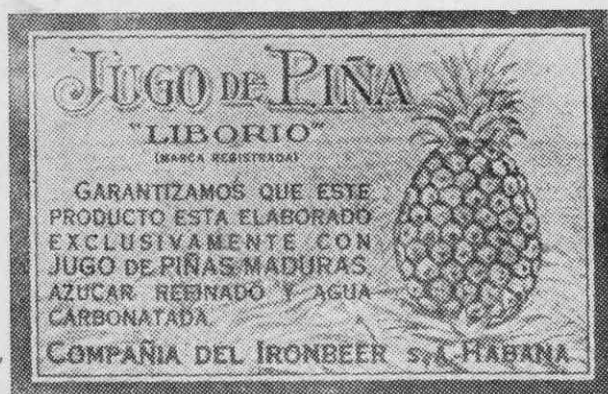 JUGO DE PIÑA
"LIBORIO"
(MARCA REGISTRADA)
GARANTIZAMOS QUE ESTE
PRODUCTO ESTA ELABORADO
EXCLUSIVAMENTE CON
JUGO DE PIÑAS MADURAS,
AZUCAR REFINADO Y AGUA
CARBONATADA.
COMPAÑIA DEL IRONBEER S. A. HABANA